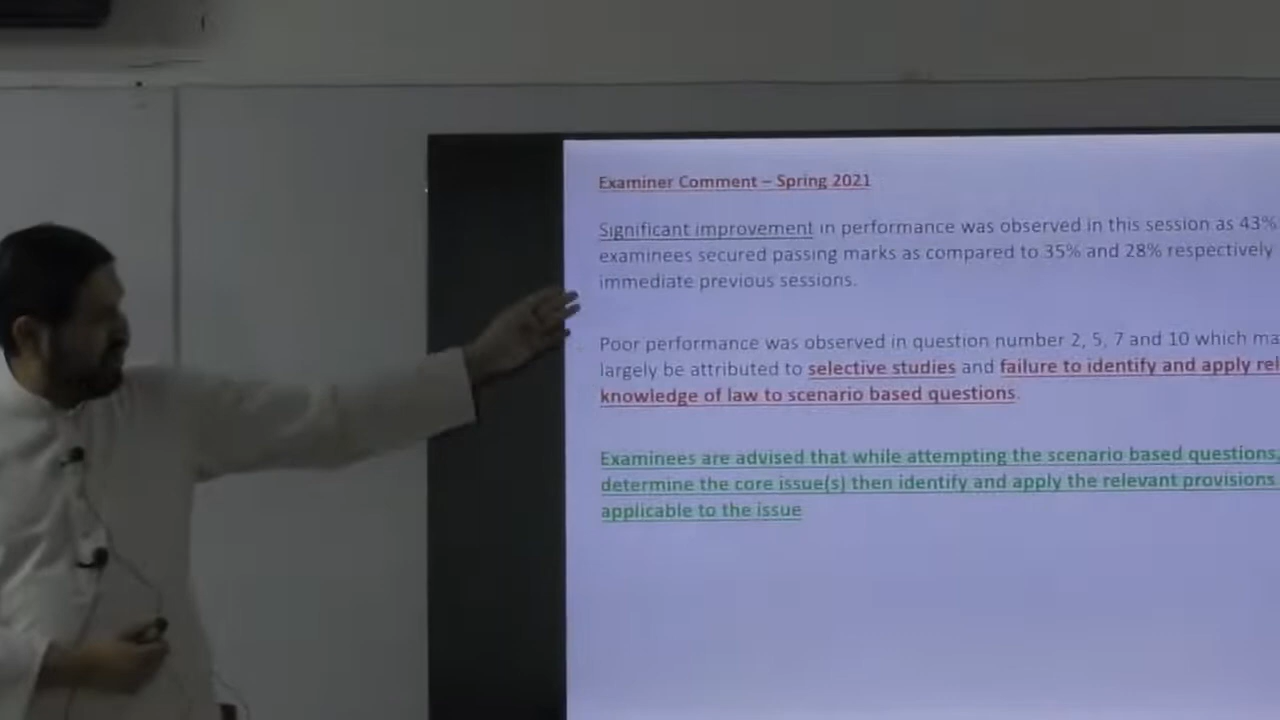 Examiner Comment – Spring 2021
Significant improvement in performance was observed in this session as 43%
examinees secured passing marks as compared to 35% and 28% respectively
immediate previous sessions.
Poor performance was observed in question number 2, 5, 7 and 10 which
largely be attributed to selective studies and failure to identify and apply
knowledge of law to scenario based questions.
Examinees are advised that while attempting the scenario based questions,
determine the core issue(s) then identify and apply the relevant provisions
applicable to the issue